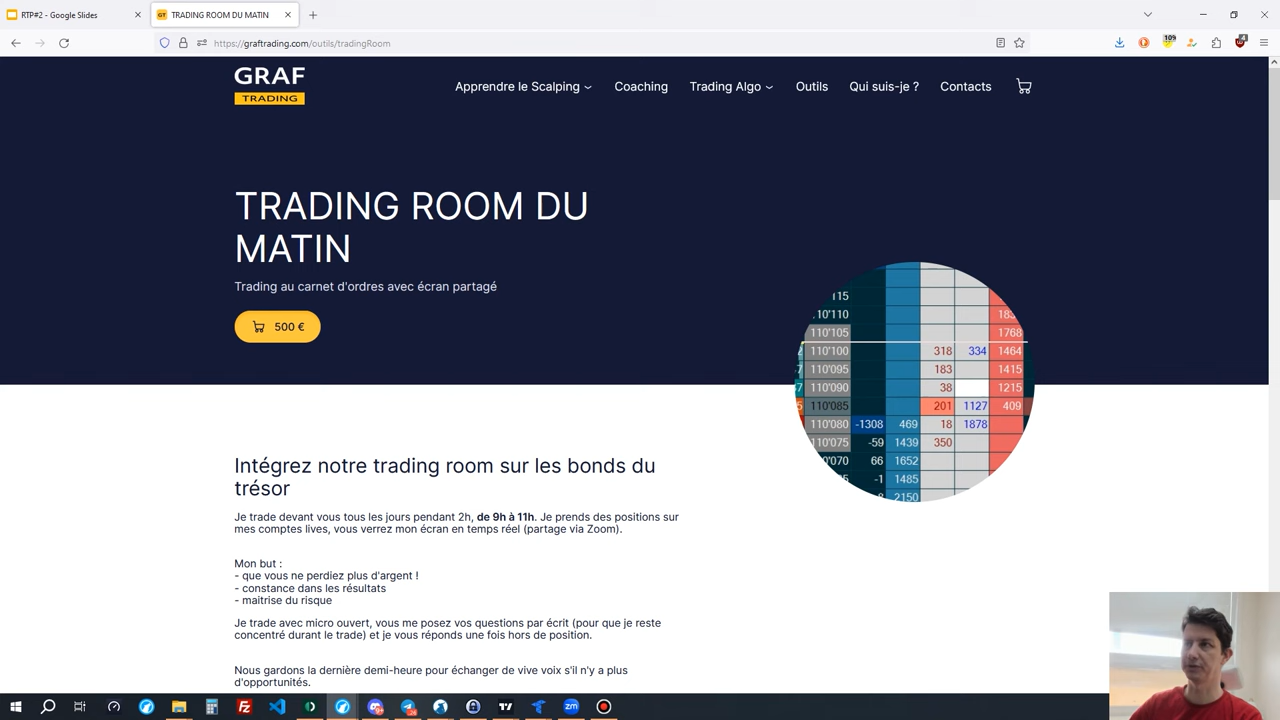 RTP#2 - Google Slides
GT
TRADING ROOM DU MATIN
https://graftrading.com/outils/tradingRoom
109
4
GRAF
TRADING
Apprendre le Scalping
Coaching
Trading Algo
Outils
Qui suis-je ?
Contacts
TRADING ROOM DU
MATIN
Trading au carnet d'ordres avec écran partagé
500 €
115
10'110
110'105 1768
110'100 318 334 1464
110'095 183 1415
110'090 38 1215
110'085 201 1127 409
110'080 -1308 469 18 1878
110'075 -59 1439 350
0'070 66 1652
-1 1485
2150
Intégrez notre trading room sur les bonds du
trésor
Je trade devant vous tous les jours pendant 2h, de 9h à 11h. Je prends des positions sur
mes comptes lives, vous verrez mon écran en temps réel (partage via Zoom).
Mon but :
- que vous ne perdiez plus d'argent !
- constance dans les résultats
- maitrise du risque
Je trade avec micro ouvert, vous me posez vos questions par écrit (pour que je reste
concentré durant le trade) et je vous réponds une fois hors de position.
Nous gardons la dernière demi-heure pour échanger de vive voix s'il n'y a plus
d'opportunités.
zm